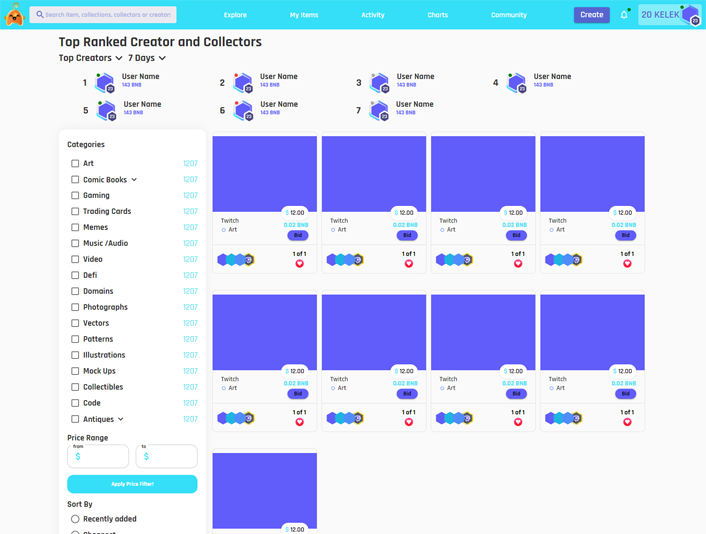 Search item, collections, collectors or creators
Explore
My Items
Activity
Charts
Community
Create
20 KELEK
23
Top Ranked Creator and Collectors
Top Creators
7 Days
1
23
User Name
143 BNB
2
23
User Name
143 BNB
3
23
User Name
143 BNB
4
23
User Name
143 BNB
5
23
User Name
143 BNB
6
23
User Name
143 BNB
7
23
User Name
143 BNB
Categories
Art 1207
Comic Books 1207
Gaming 1207
Trading Cards 1207
Memes 1207
Music /Audio 1207
Video 1207
Defi 1207
Domains 1207
Photographs 1207
Vectors 1207
Patterns 1207
Illustrations 1207
Mock Ups 1207
Collectibles 1207
Code 1207
Antiques 1207
Price Range
from
$
to
$
Apply Price Filter!
Sort By
Recently added
Cheapest
$ 12.00
Twitch
0.02 BNB
Art
Bid
1 of 1
$ 12.00
Twitch
0.02 BNB
Art
Bid
1 of 1
$ 12.00
Twitch
0.02 BNB
Art
Bid
1 of 1
$ 12.00
Twitch
0.02 BNB
Art
Bid
1 of 1
$ 12.00
Twitch
0.02 BNB
Art
Bid
1 of 1
$ 12.00
Twitch
0.02 BNB
Art
Bid
1 of 1
$ 12.00
Twitch
0.02 BNB
Art
Bid
1 of 1
$ 12.00
Twitch
0.02 BNB
Art
Bid
1 of 1
$ 12.00